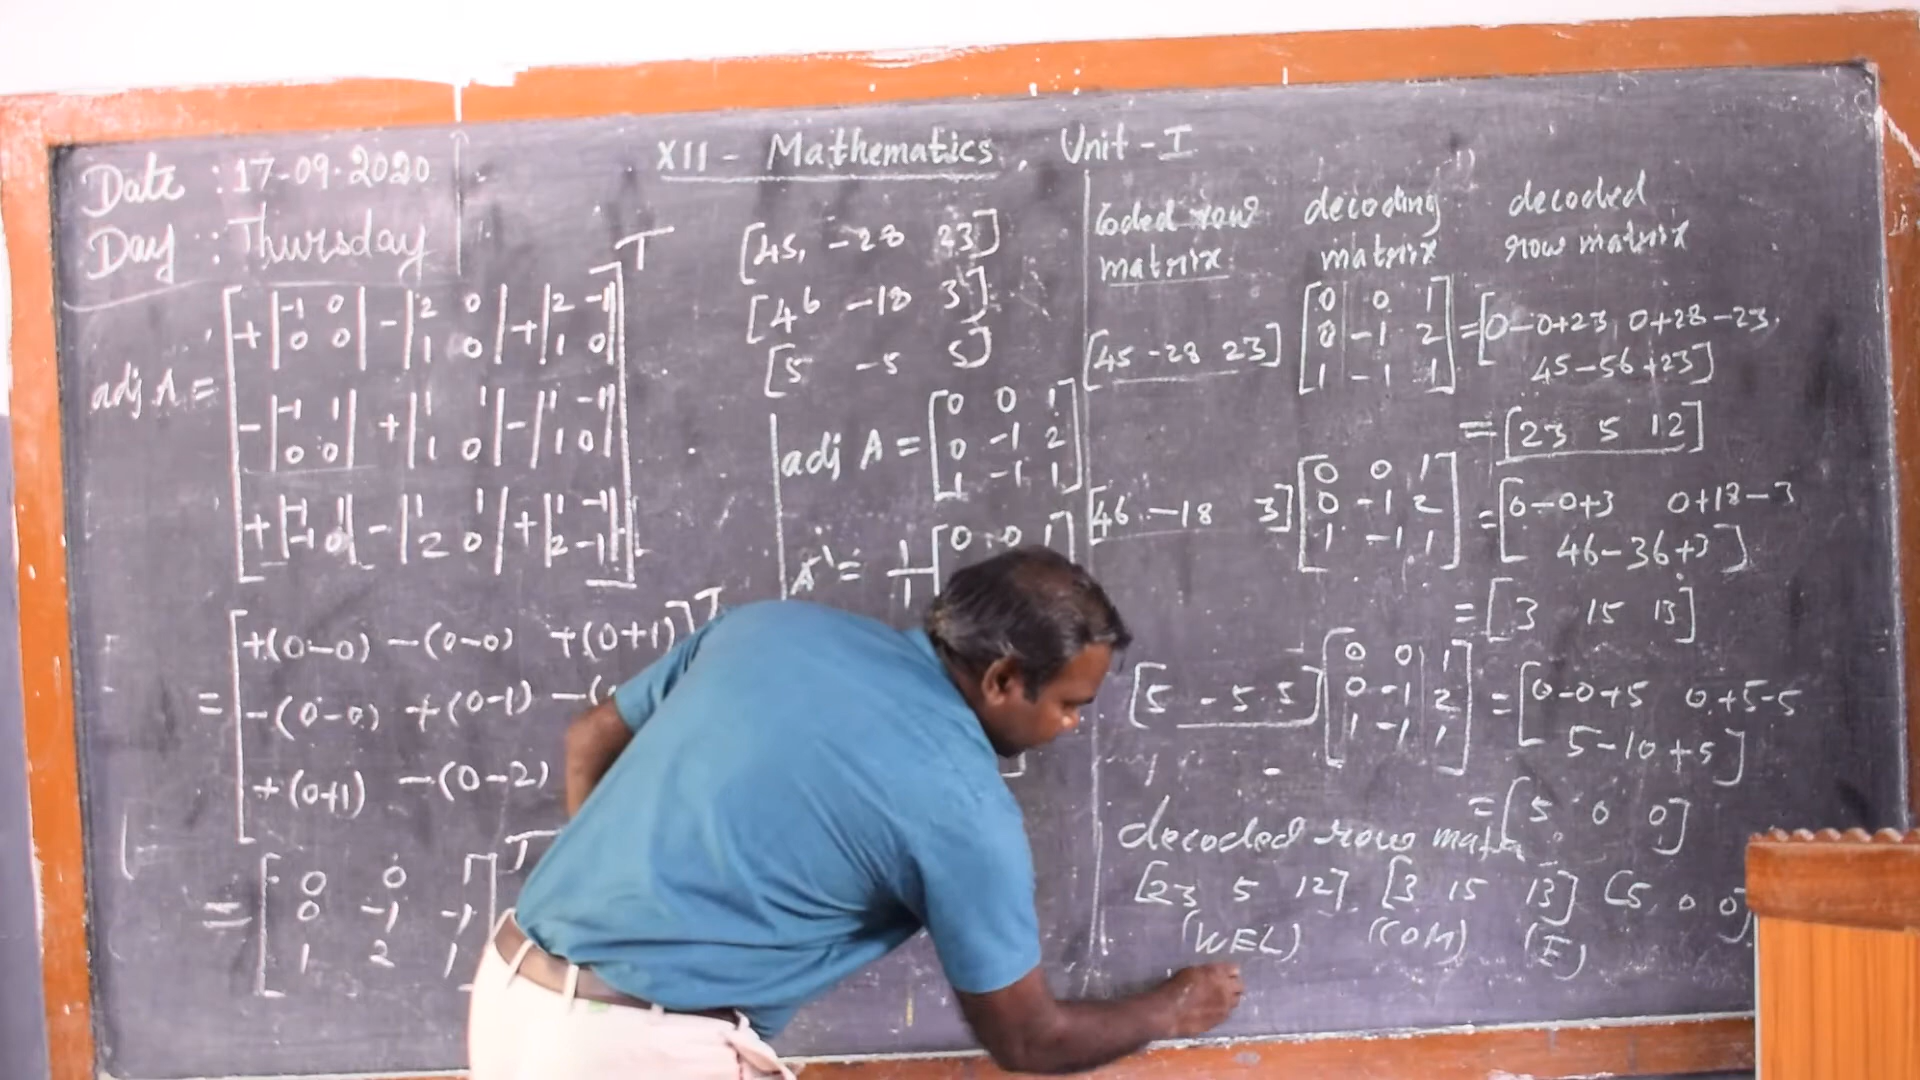 XII - Mathematics, Unit - I
Date : 17-09-2020
Day : Thursday
adj A =
[ +|-1 0| -|2 0| +|2 -1| ] T
|0 0| |1 0| |1 0|
-|-1 1| +|1 1| -|1 -1|
|0 0| |1 0| |1 0|
+|-1 1| -|1 1| +|1 -1|
|-1 0| |2 0| |2 -1|
= [ +(0-0) -(0-0) +(0+1) ] T
-(0-0) +(0-1)
+(0+1) -(0-2)
= [ 0 0 1 ] T
0 -1 -1
1 2 1
[45, -28 23]
[46 -18 3]
[5 -5 5]
adj A = [ 0 0 1 ]
0 -1 2
1 -1 1
A⁻¹ = 1/1 [ 0 0 1 ]
Coded row matrix
decoding matrix
decoded row matrix
[45 -28 23] [ 0 0 1 ] = [0-0+23, 0+28-23,
0 -1 2
1 -1 1
45-56+23]
= [23 5 12]
[46 -18 3] [ 0 0 1 ] = [0-0+3 0+18-3
0 -1 2
1 -1 1
46-36+3]
= [3 15 13]
[5 -5 5] [ 0 0 1 ] = [0-0+5 0+5-5
0 -1 2
1 -1 1
5-10+5]
= [5 0 0]
decoded row
[23 5 12] [3 15 13] [5, 0 0]
(WEL) (COM) (E)